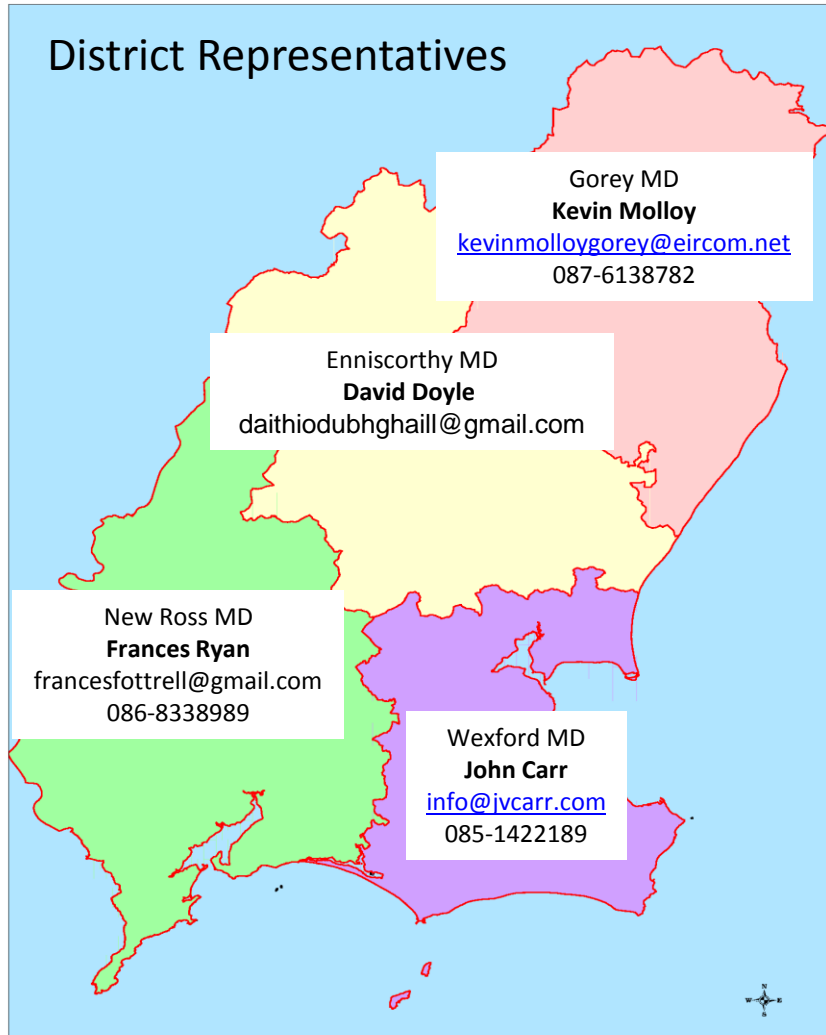 District Representatives
Gorey MD
Kevin Molloy
kevinmolloygorey@eircom.net
087-6138782
Enniscorthy MD
David Doyle
daithiodubhghaill@gmail.com
New Ross MD
Frances Ryan
francesfottrell@gmail.com
086-8338989
Wexford MD
John Carr
info@jvcarr.com
085-1422189
N
W E
S